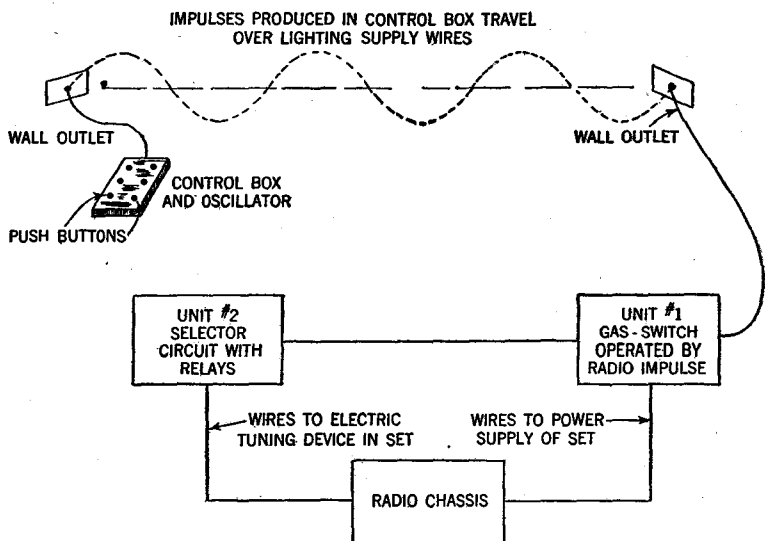 IMPULSES PRODUCED IN CONTROL BOX TRAVEL
OVER LIGHTING SUPPLY WIRES
WALL OUTLET
WALL OUTLET
CONTROL BOX
AND OSCILLATOR
PUSH BUTTONS
UNIT #2
SELECTOR
CIRCUIT WITH
RELAYS
UNIT #1
GAS-SWITCH
OPERATED BY
RADIO IMPULSE
WIRES TO ELECTRIC
TUNING DEVICE IN SET
WIRES TO POWER
SUPPLY OF SET
RADIO CHASSIS